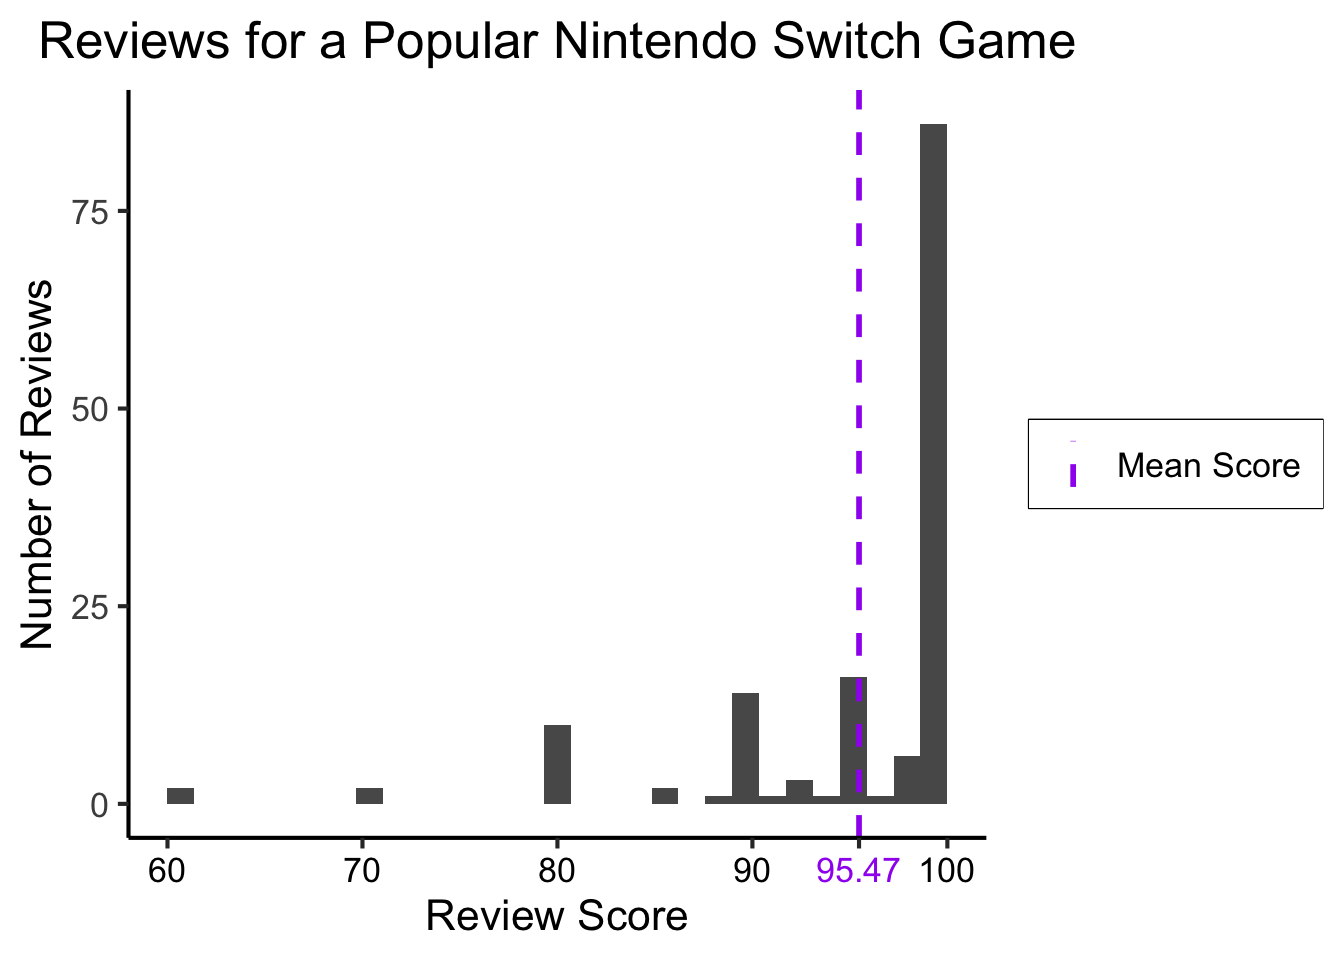 Reviews for a Popular Nintendo Switch Game
Number of Reviews
75
50
25
0
60 70 80 90 95.47 100
Review Score
Mean Score